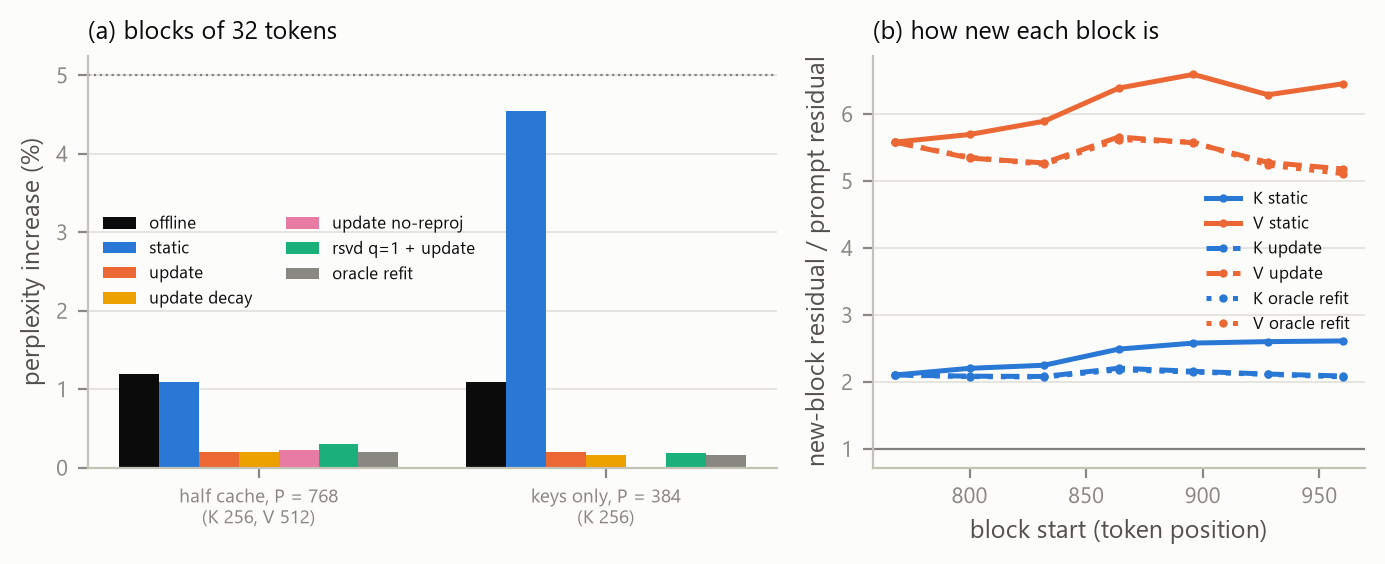 (a) blocks of 32 tokens
perplexity increase (%)
5
4
3
2
1
0
offline
static
update
update decay
update no-reproj
rsvd q=1 + update
oracle refit
half cache, P = 768
(K 256, V 512)
keys only, P = 384
(K 256)
(b) how new each block is
new-block residual / prompt residual
6
5
4
3
2
1
K static
V static
K update
V update
K oracle refit
V oracle refit
800
850
900
950
block start (token position)